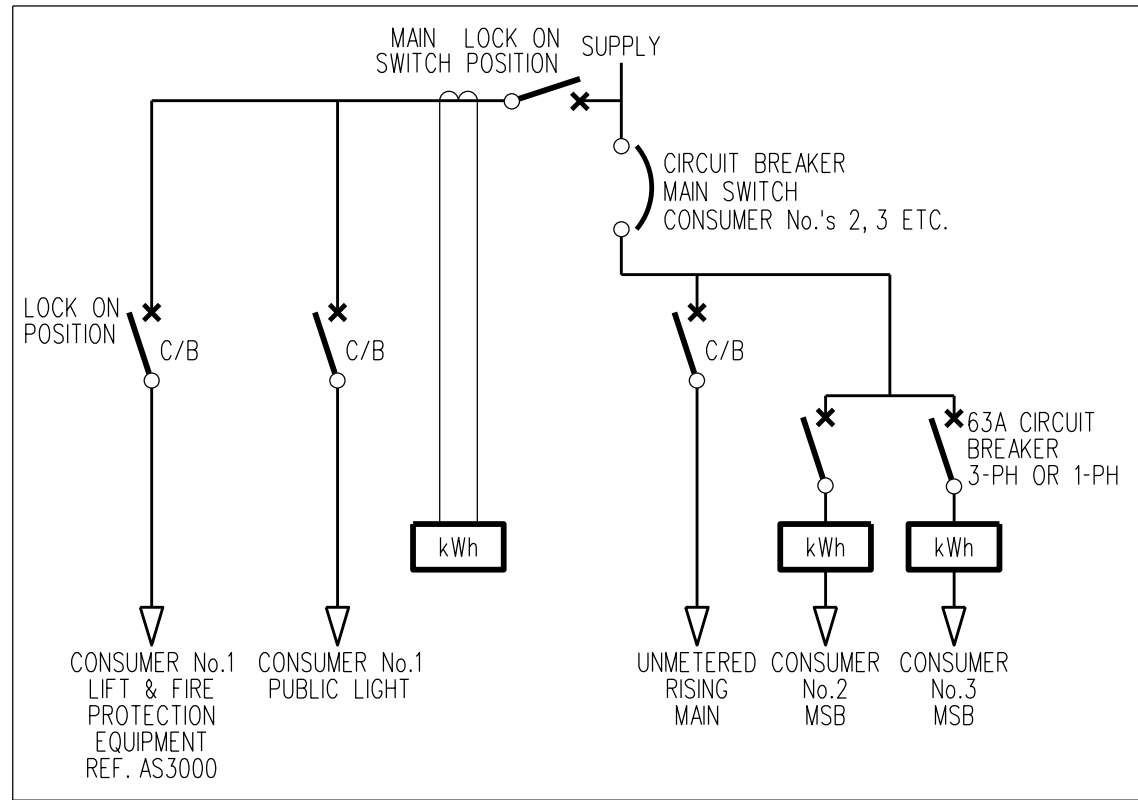 MAIN
SWITCH
LOCK ON
POSITION
SUPPLY
CIRCUIT BREAKER
MAIN SWITCH
CONSUMER No.'s 2, 3 ETC.
LOCK ON
POSITION
C/B
C/B
C/B
63A CIRCUIT
BREAKER
3-PH OR 1-PH
kWh
kWh
kWh
CONSUMER No.1
LIFT & FIRE
PROTECTION
EQUIPMENT
REF. AS3000
CONSUMER No.1
PUBLIC LIGHT
UNMETERED
RISING
MAIN
CONSUMER
No.2
MSB
CONSUMER
No.3
MSB